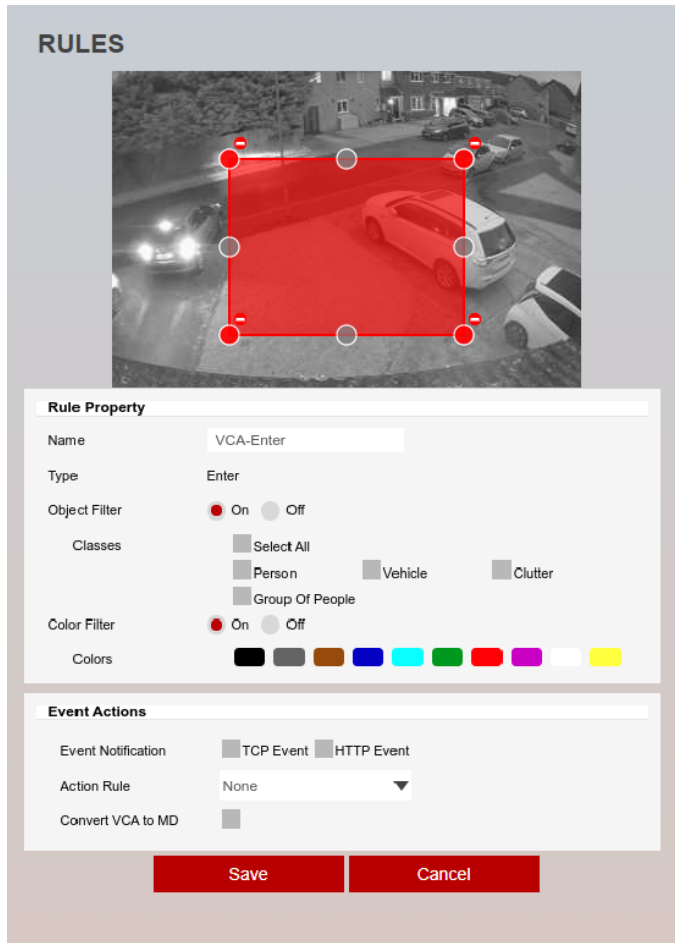 RULES
Rule Property
Name VCA-Enter
Type Enter
Object Filter On Off
Classes Select All
Person Vehicle Clutter
Group Of People
Color Filter On Off
Colors
Event Actions
Event Notification TCP Event HTTP Event
Action Rule None
Convert VCA to MD
Save Cancel